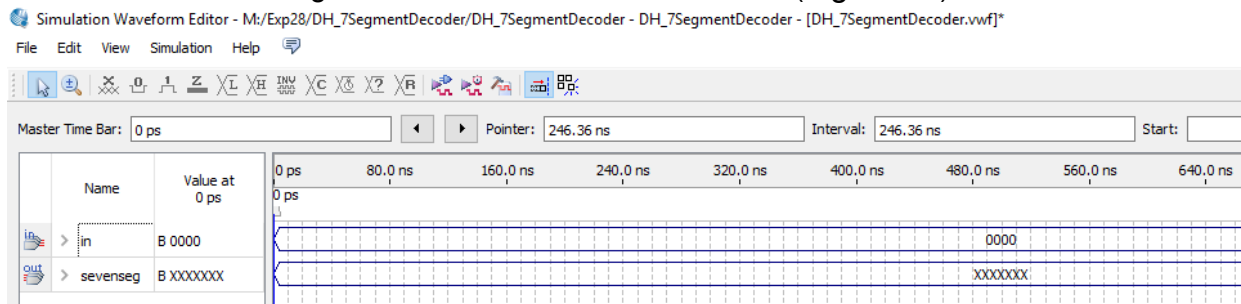 Simulation Waveform Editor - M:/Exp28/DH_7SegmentDecoder/DH_7SegmentDecoder - DH_7SegmentDecoder - [DH_7SegmentDecoder.vwf]*
File Edit View Simulation Help
Master Time Bar: 0 ps Pointer: 246.36 ns Interval: 246.36 ns Start:
Name Value at 0 ps
0 ps 80.0 ns 160.0 ns 240.0 ns 320.0 ns 400.0 ns 480.0 ns 560.0 ns 640.0 ns
0 ps
in > in B 0000 0000
out > sevenseg B XXXXXXX XXXXXXX